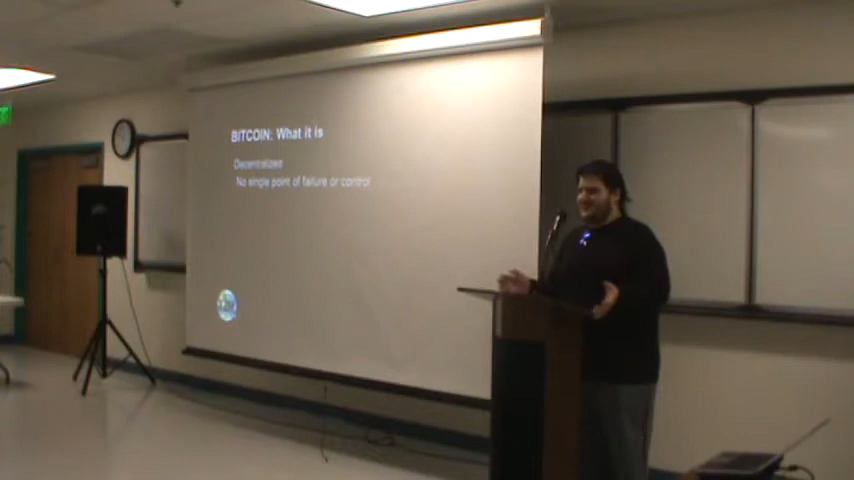 BITCOIN: What it is
Decentralized
No single point of failure or control